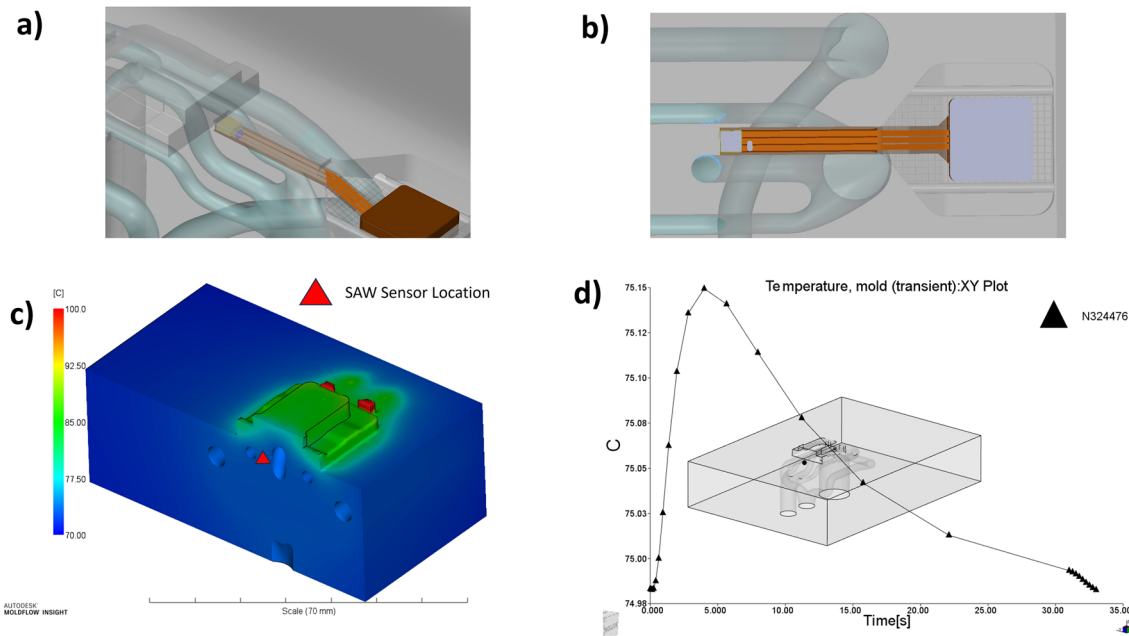 a)
b)
c)
[C]
100.0
92.50
85.00
77.50
70.00
SAW Sensor Location
AUTODESK'
MOLDFLOW INSIGHT
Scale (70 mm)
d)
Temperature, mold (transient):XY Plot
N324476
75.15
75.12
75.10
75.08
75.05
75.03
75.00
74.98
C
0.000
5.000
10.00
15.00
20.00
25.00
30.00
35.00
Time[s]